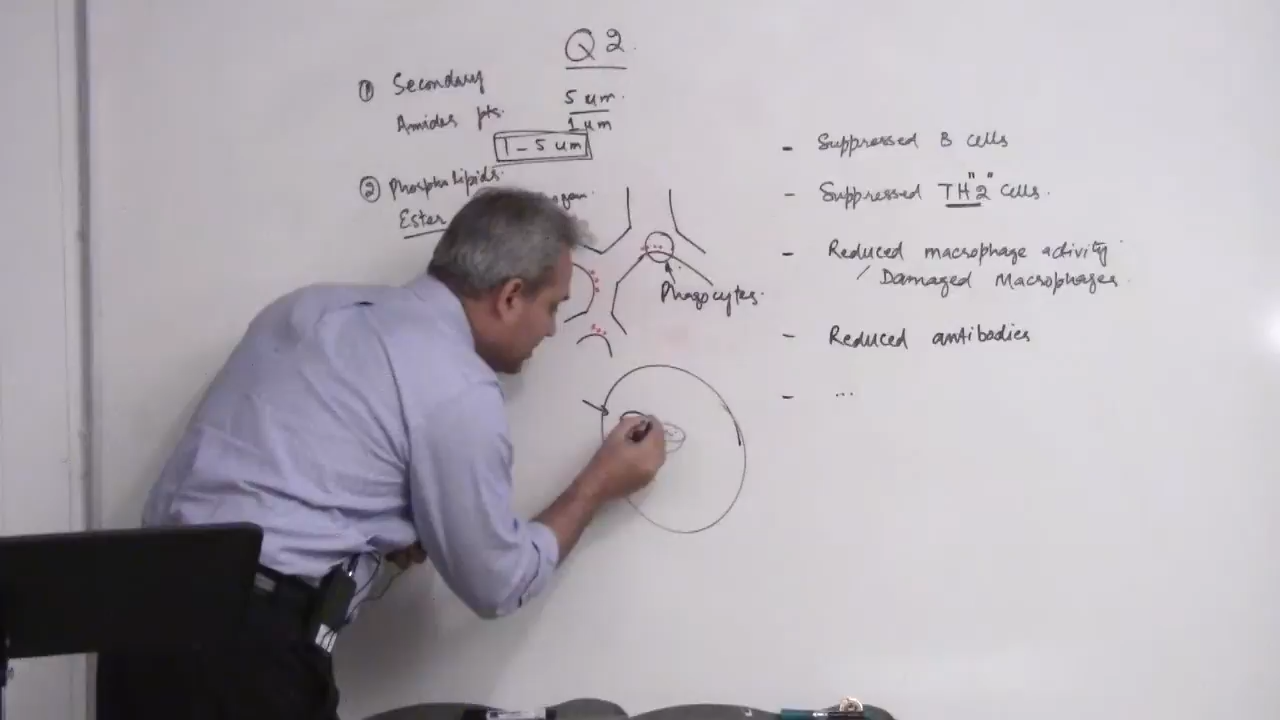 Q 2.
① Secondary
Amides pts.
5 um.
1 um
1 - 5 um
② Phospholipids.
Ester
Phagocytes.
- Suppressed B cells
- Suppressed "TH2" Cells.
- Reduced macrophage activity
/ Damaged Macrophages.
- Reduced antibodies
- ...